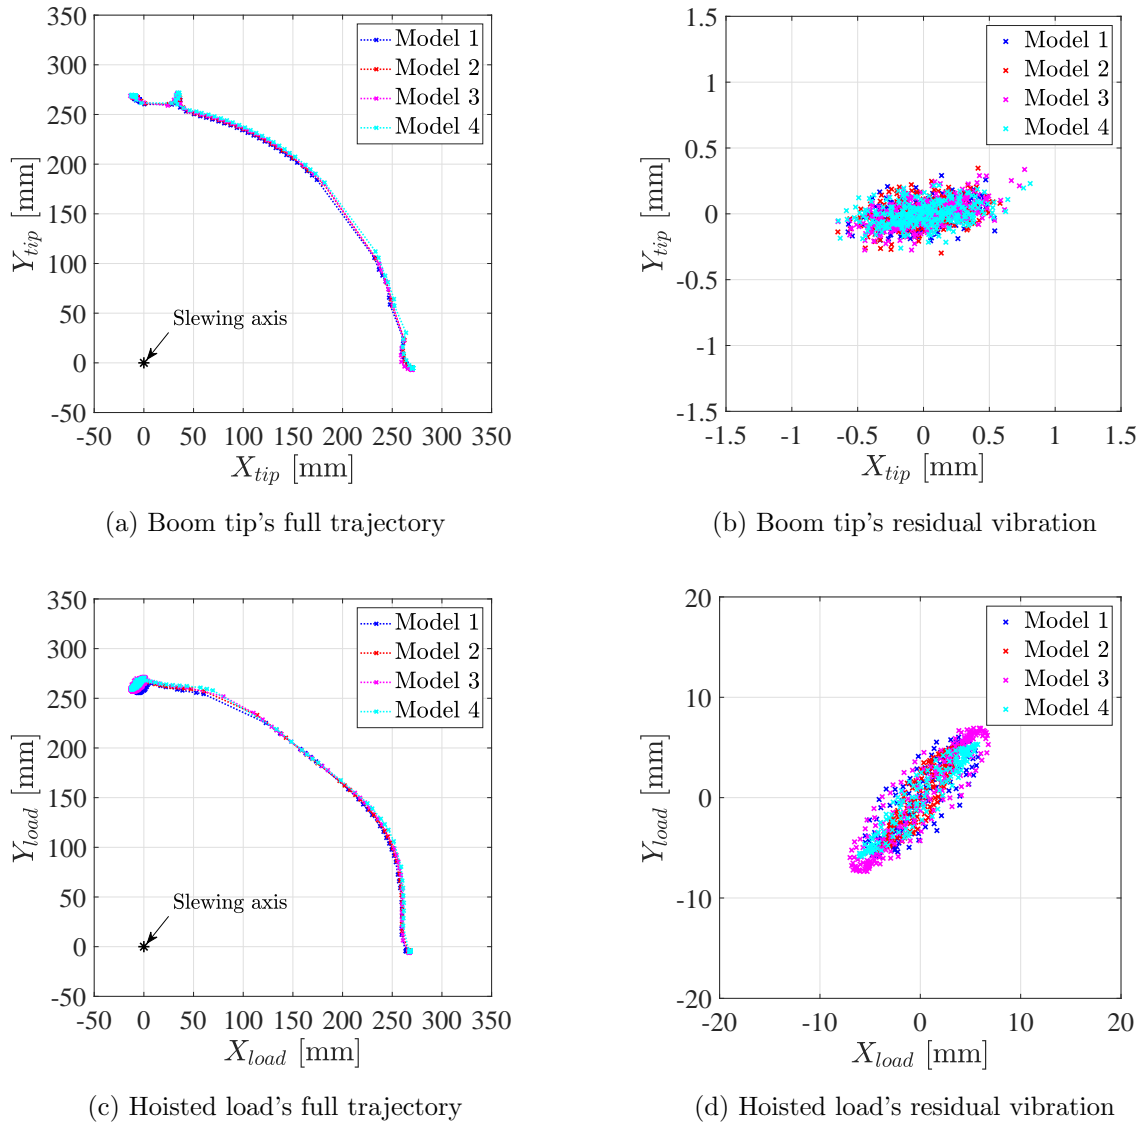 350
300
250
200
150
100
50
0
-50
-50 0 50 100 150 200 250 300 350
Y_tip [mm]
X_tip [mm]
Model 1
Model 2
Model 3
Model 4
Slewing axis
(a) Boom tip's full trajectory
1.5
1
0.5
0
-0.5
-1
-1.5
-1.5 -1 -0.5 0 0.5 1 1.5
Y_tip [mm]
X_tip [mm]
Model 1
Model 2
Model 3
Model 4
(b) Boom tip's residual vibration
350
300
250
200
150
100
50
0
-50
-50 0 50 100 150 200 250 300 350
Y_load [mm]
X_load [mm]
Model 1
Model 2
Model 3
Model 4
Slewing axis
(c) Hoisted load's full trajectory
20
10
0
-10
-20
-20 -10 0 10 20
Y_load [mm]
X_load [mm]
Model 1
Model 2
Model 3
Model 4
(d) Hoisted load's residual vibration